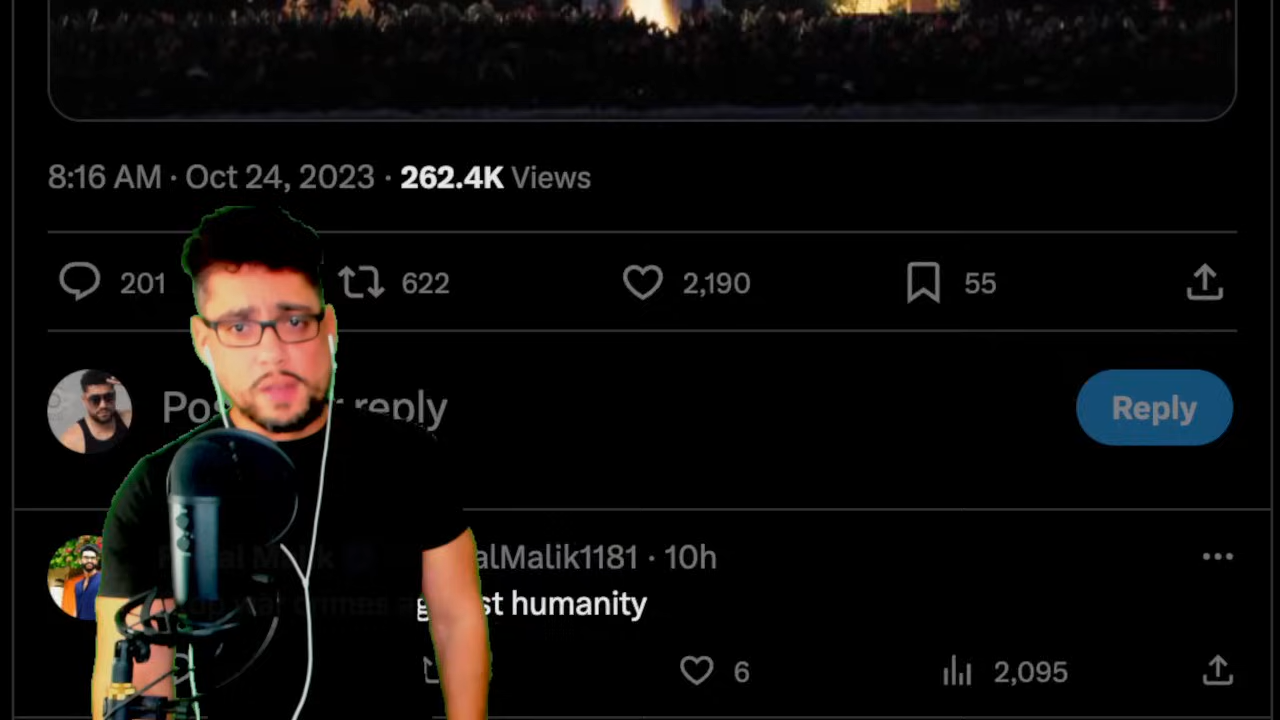 8:16 AM · Oct 24, 2023 · 262.4K Views
201 622 2,190 55
reply Reply
alMalik1181 · 10h
humanity
6 2,095